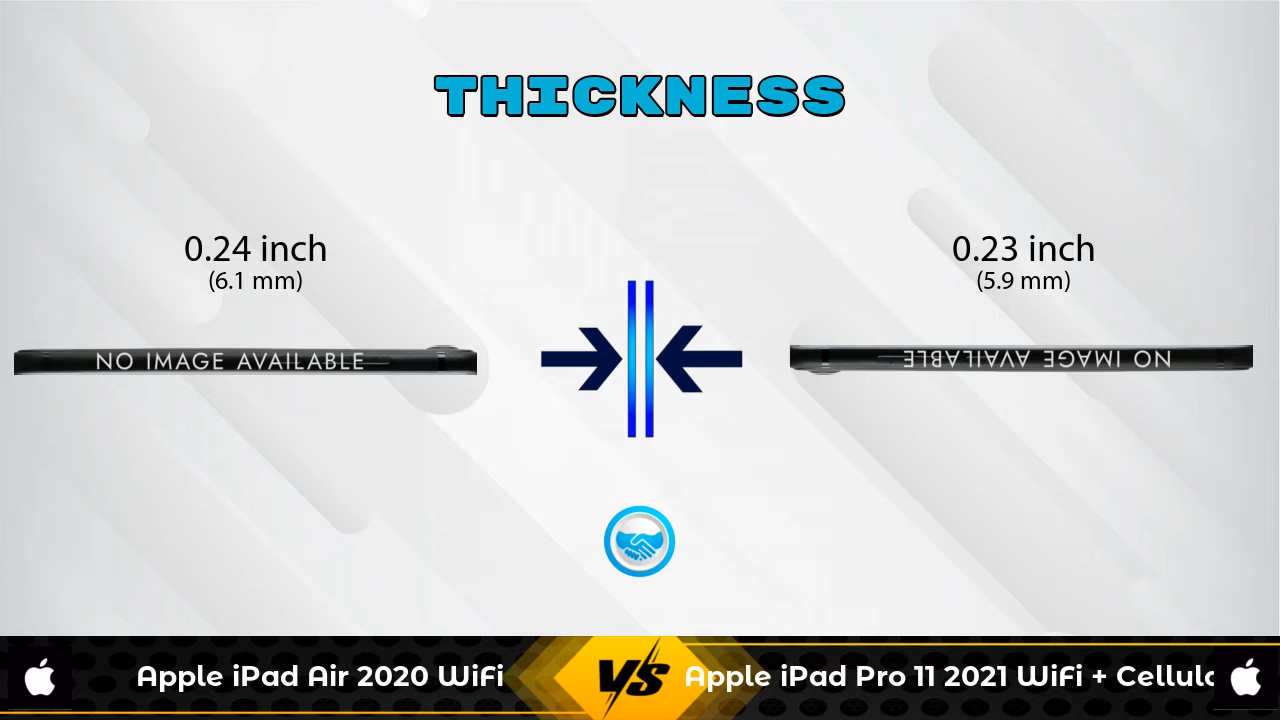 THICKNESS
0.24 inch
(6.1 mm)
0.23 inch
(5.9 mm)
NO IMAGE AVAILABLE
NO IMAGE AVAILABLE
Apple iPad Air 2020 WiFi
VS
Apple iPad Pro 11 2021 WiFi + Cellula